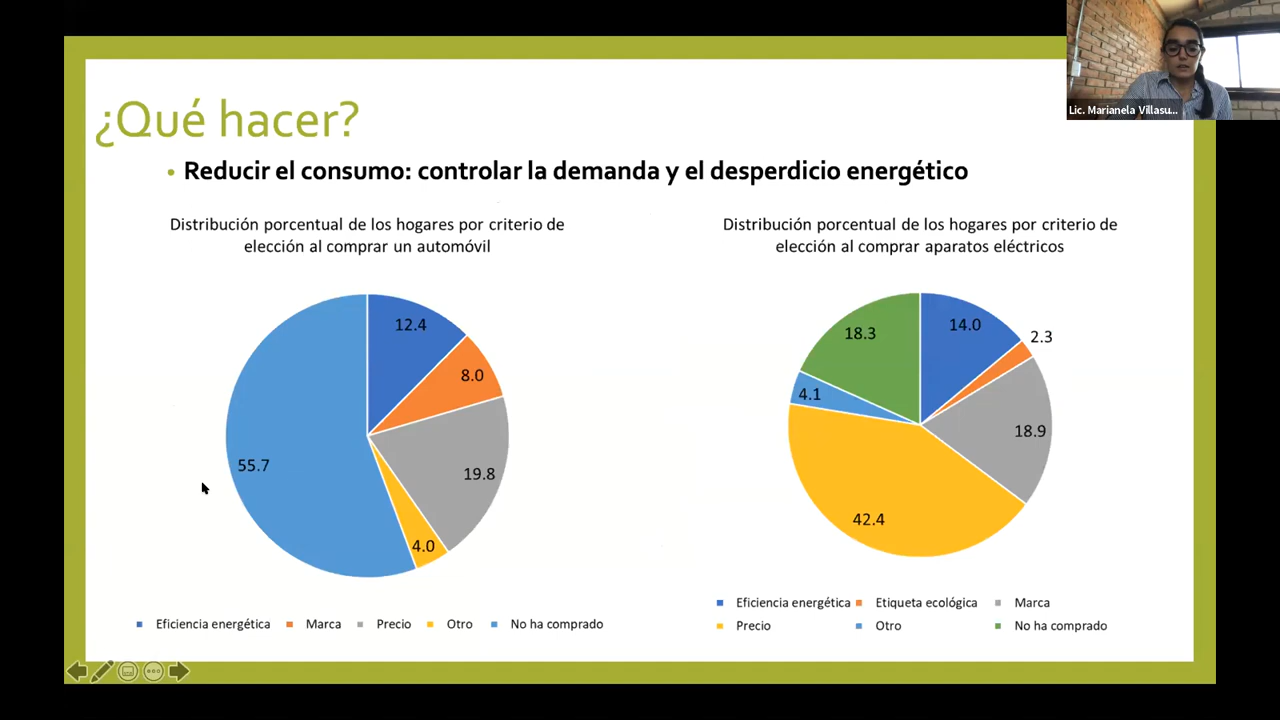 Lic. Marianela Villasu...
¿Qué hacer?
• Reducir el consumo: controlar la demanda y el desperdicio energético
Distribución porcentual de los hogares por criterio de
elección al comprar un automóvil
12.4
8.0
19.8
4.0
55.7
Eficiencia energética Marca Precio Otro No ha comprado
Distribución porcentual de los hogares por criterio de
elección al comprar aparatos eléctricos
14.0
2.3
18.9
42.4
4.1
18.3
Eficiencia energética Etiqueta ecológica Marca
Precio Otro No ha comprado